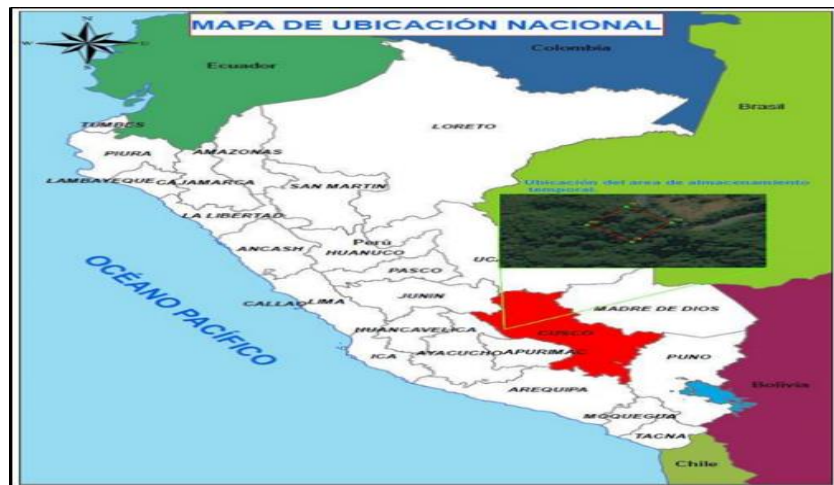 MAPA DE UBICACIÓN NACIONAL
N
W
E
S
Ecuador
Colombia
Brasil
TUMBES
LORETO
PIURA
AMAZONAS
LAMBAYEQUE
CAJAMARCA
SAN MARTIN
Ubicación del area de almacenamiento
temporal.
LA LIBERTAD
ANCASH
Perú
HUANUCO
UCA
PASCO
OCÉANO PACÍFICO
CALLAO
LIMA
JUNIN
MADRE DE DIOS
HUANCAVELICA
CUSCO
ICA
AYACUCHO
APURIMAC
PUNO
AREQUIPA
Bolivia
MOQUEGUA
TACNA
Chile